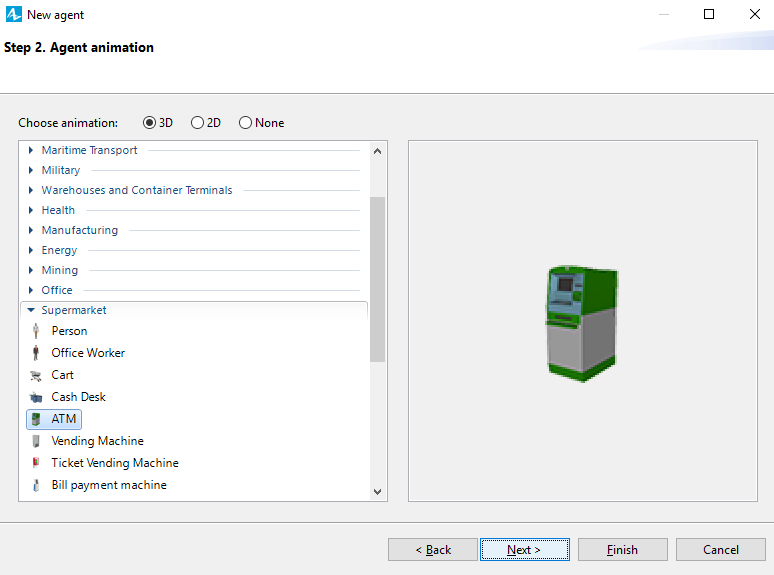 New agent
Step 2. Agent animation
Choose animation: 3D 2D None
Maritime Transport
Military
Warehouses and Container Terminals
Health
Manufacturing
Energy
Mining
Office
Supermarket
Person
Office Worker
Cart
Cash Desk
ATM
Vending Machine
Ticket Vending Machine
Bill payment machine
< Back Next > Finish Cancel